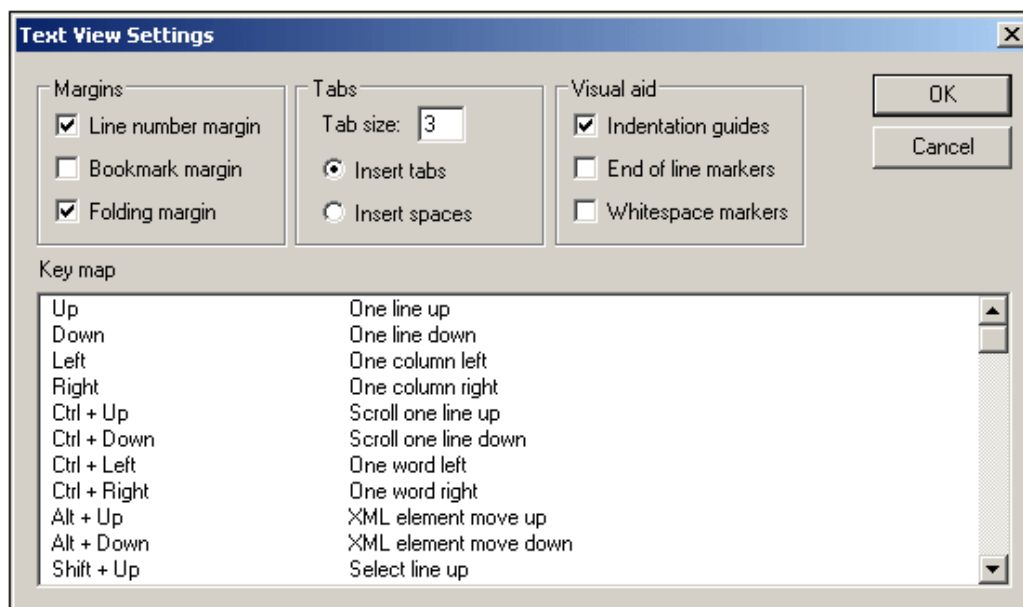 Text View Settings
Margins
Line number margin
Bookmark margin
Folding margin
Tabs
Tab size: 3
Insert tabs
Insert spaces
Visual aid
Indentation guides
End of line markers
Whitespace markers
OK
Cancel
Key map
Up One line up
Down One line down
Left One column left
Right One column right
Ctrl + Up Scroll one line up
Ctrl + Down Scroll one line down
Ctrl + Left One word left
Ctrl + Right One word right
Alt + Up XML element move up
Alt + Down XML element move down
Shift + Up Select line up